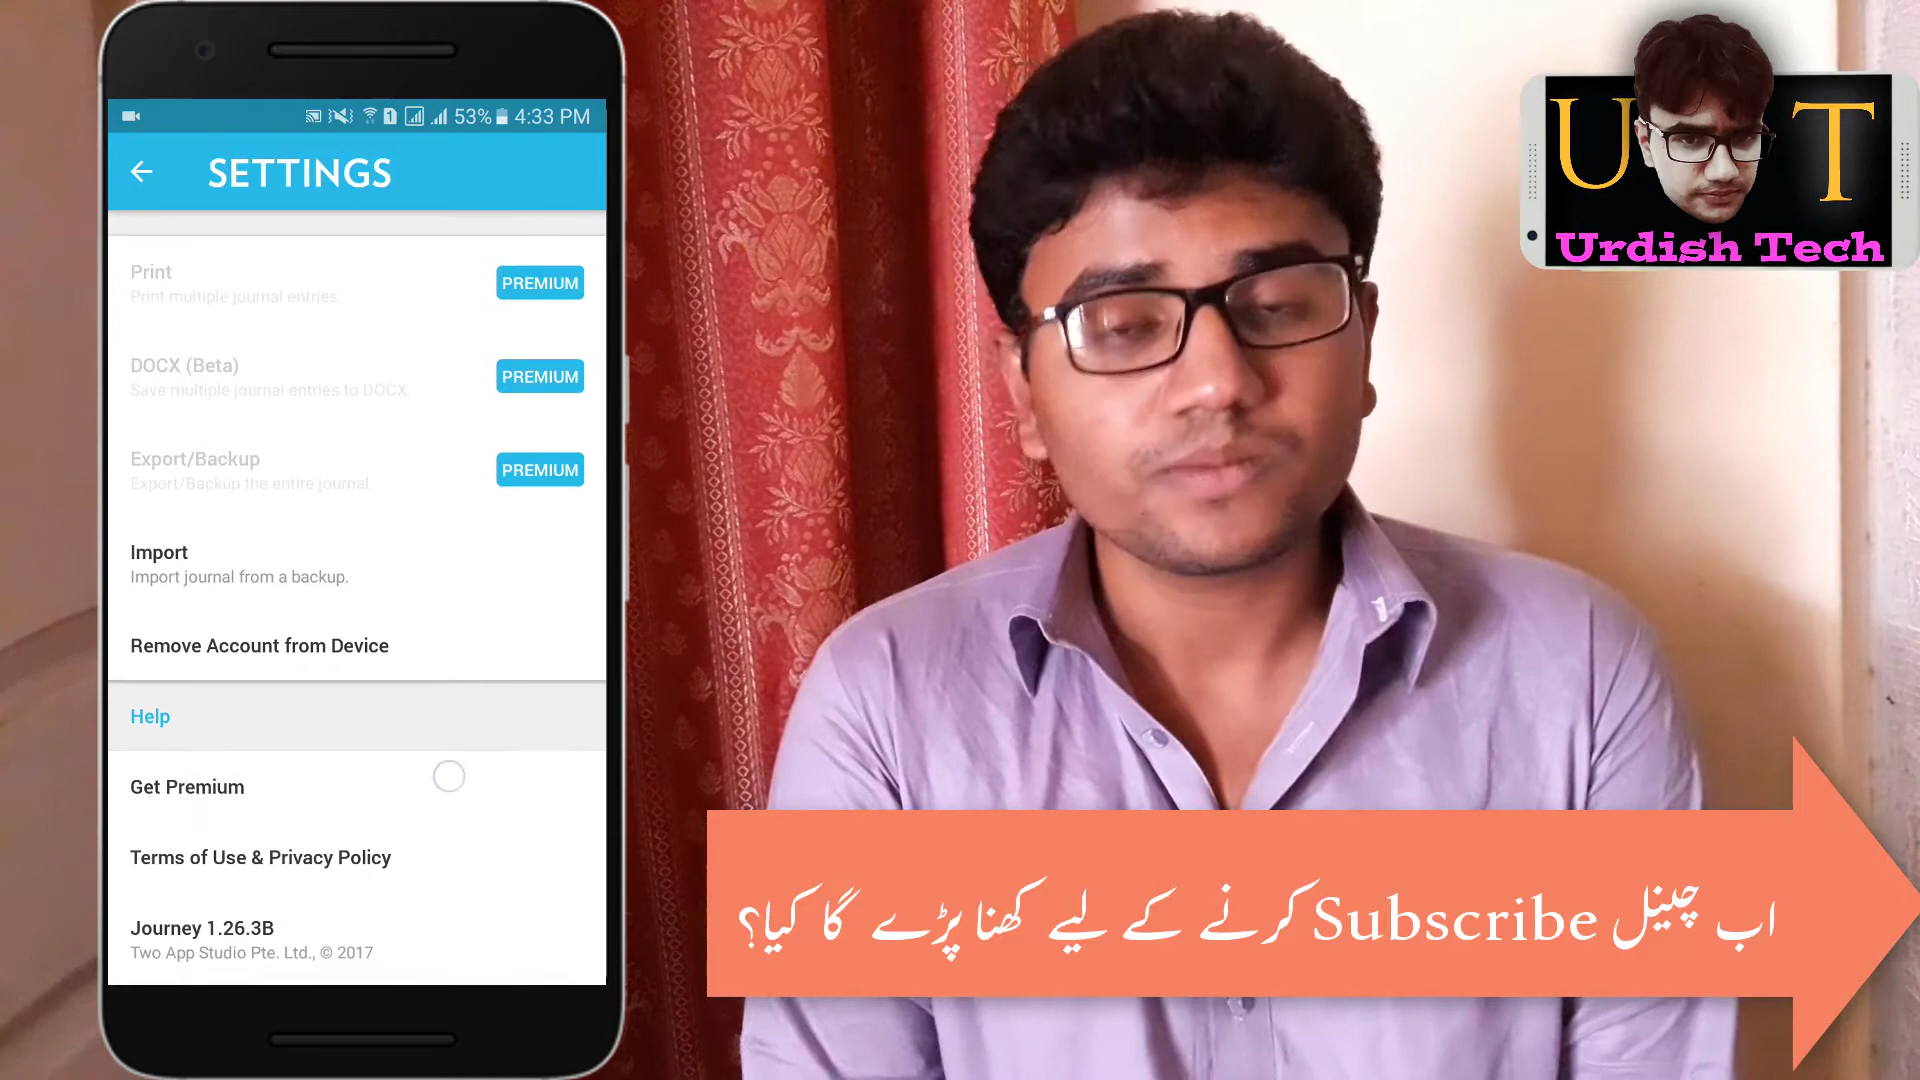 53% 4:33 PM
SETTINGS
Print
Print multiple journal entries.
PREMIUM
DOCX (Beta)
Save multiple journal entries to DOCX.
PREMIUM
Export/Backup
Export/Backup the entire journal.
PREMIUM
Import
Import journal from a backup.
Remove Account from Device
Help
Get Premium
Terms of Use & Privacy Policy
Journey 1.26.3B
Two App Studio Pte. Ltd., © 2017
U T
Urdish Tech
اب چینل Subscribe کرنے کے لیے کھنا پڑے گا کیا؟